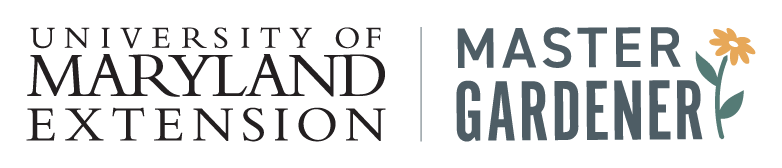 UNIVERSITY OF
MARYLAND
EXTENSION
MASTER
GARDENER